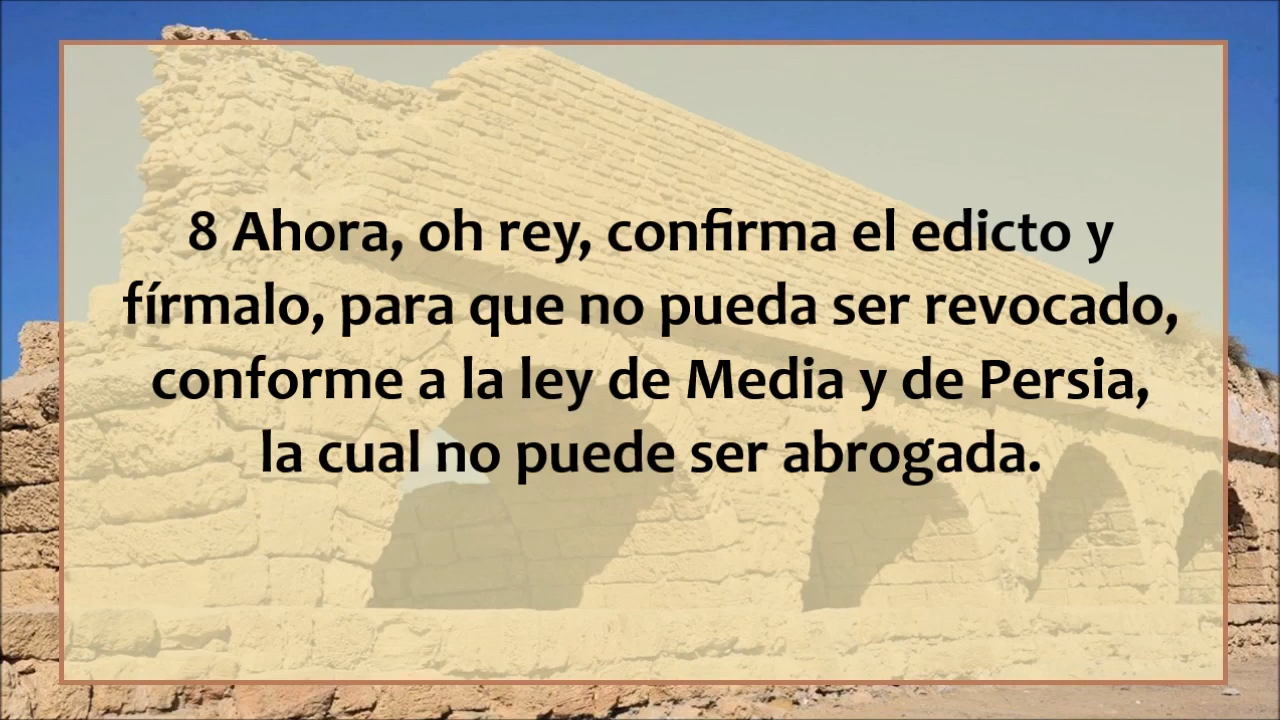 8 Ahora, oh rey, confirma el edicto y
fírmalo, para que no pueda ser revocado,
conforme a la ley de Media y de Persia,
la cual no puede ser abrogada.